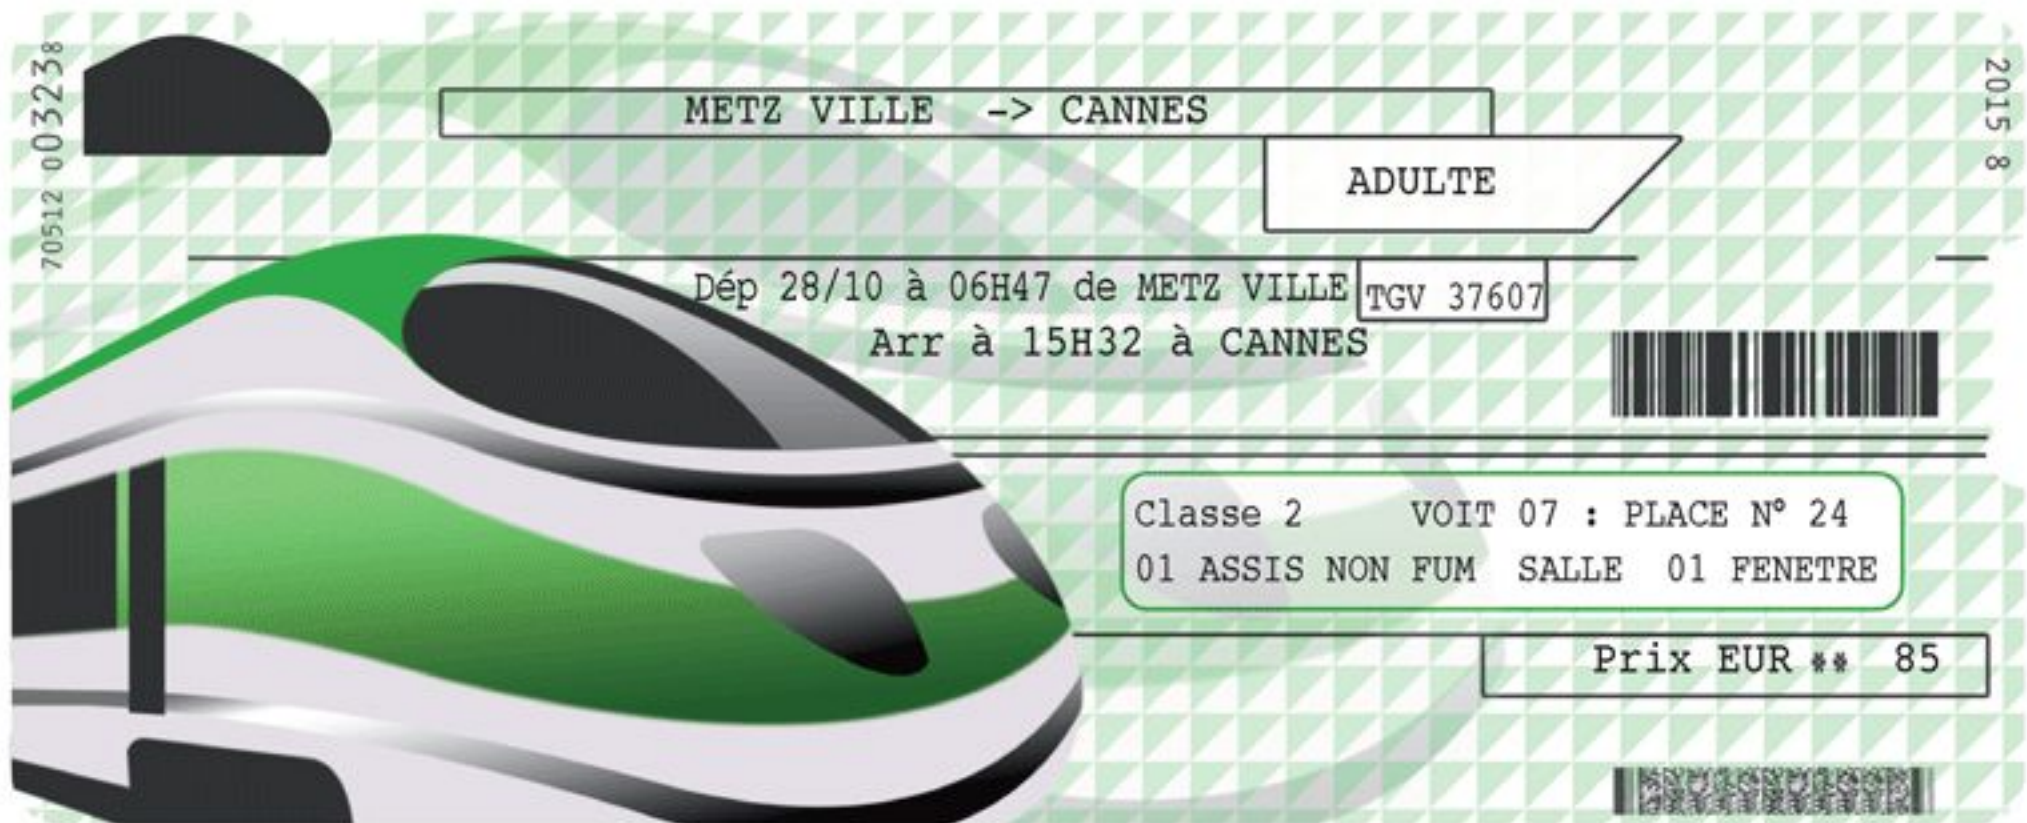 70512 00032338
METZ VILLE -> CANNES
2015 8
ADULTE
Dép 28/10 à 06H47 de METZ VILLE TGV 37607
Arr à 15H32 à CANNES
Classe 2 VOIT 07 : PLACE N° 24
01 ASSIS NON FUM SALLE 01 FENETRE
Prix EUR ** 85